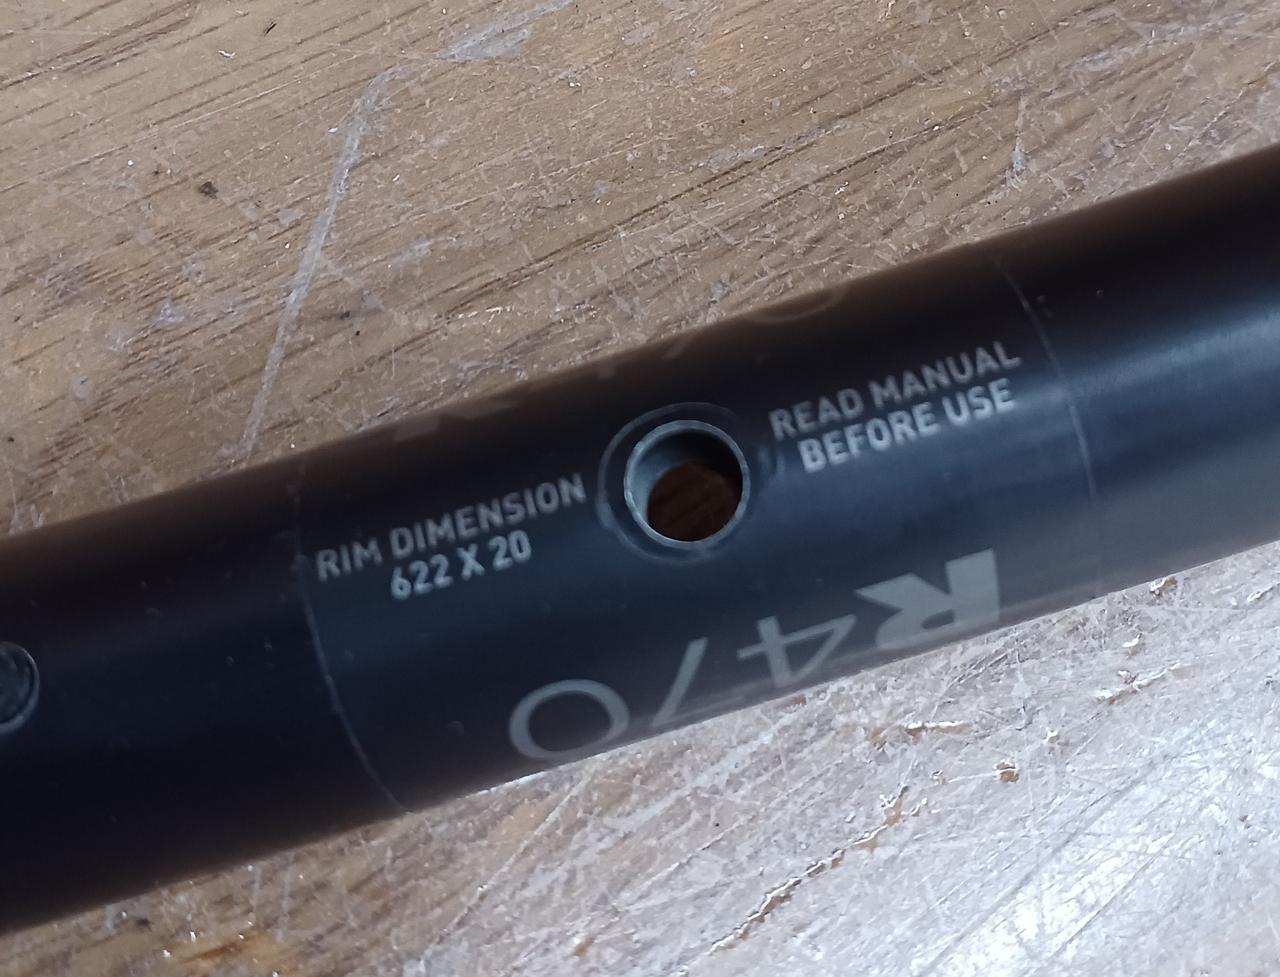 RIM DIMENSION
622 X 20
READ MANUAL
BEFORE USE
R470